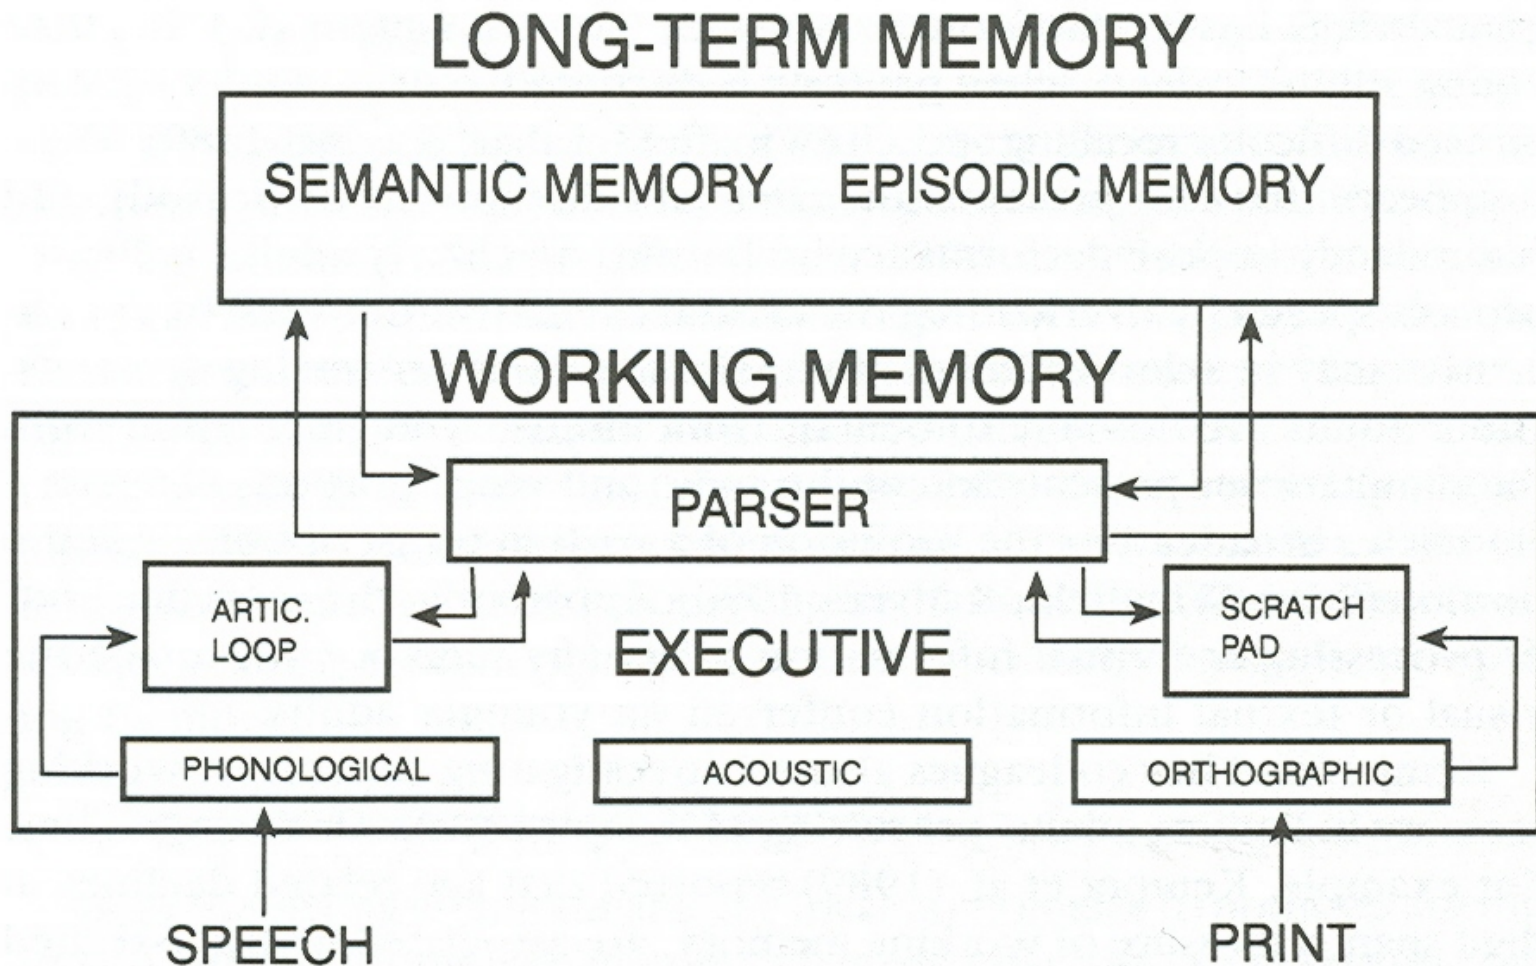 LONG-TERM MEMORY
SEMANTIC MEMORY EPISODIC MEMORY
WORKING MEMORY
PARSER
ARTIC.
LOOP
EXECUTIVE
SCRATCH
PAD
PHONOLOGICAL
ACOUSTIC
ORTHOGRAPHIC
SPEECH
PRINT